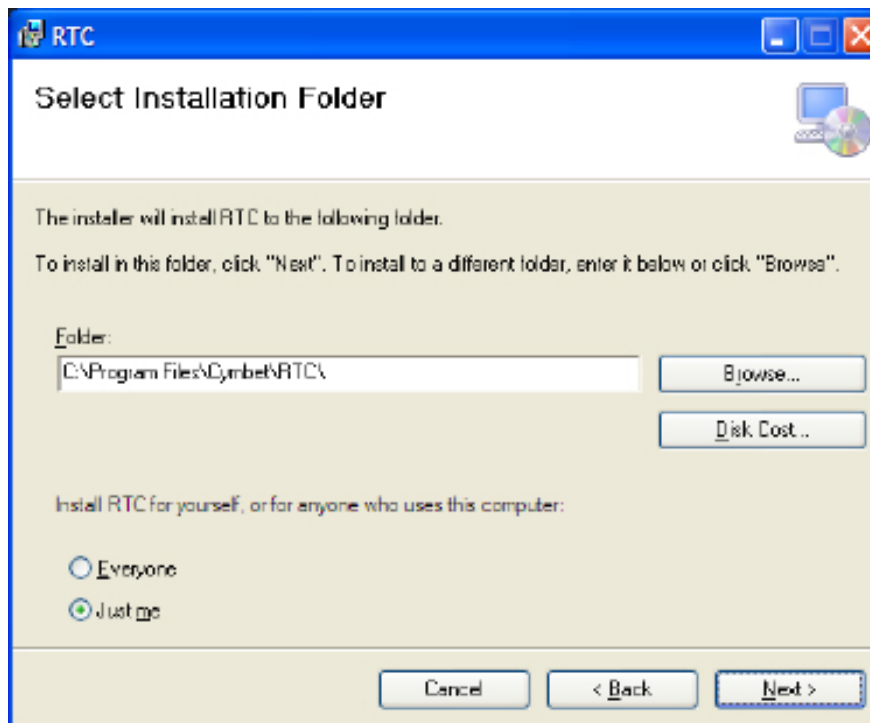 RTC
Select Installation Folder
The installer will install RTC to the following folder.
To install in this folder, click "Next". To install to a different folder, enter it below or click "Browse".
Folder:
C:\Program Files\Cymbet\RTC\
Browse...
Disk Cost...
Install RTC for yourself, or for anyone who uses this computer:
Everyone
Just me
Cancel
< Back
Next >